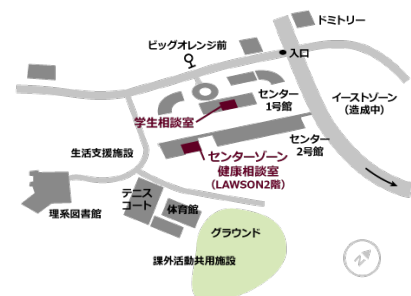 ドミトリー
ビッグオレンジ前
入口
センター
1号館
イーストゾーン
(造成中)
学生相談室
センター
2号館
生活支援施設
センターゾーン
健康相談室
(LAWSON2階)
テニス
コート
体育館
理系図書館
グラウンド
課外活動共用施設
N